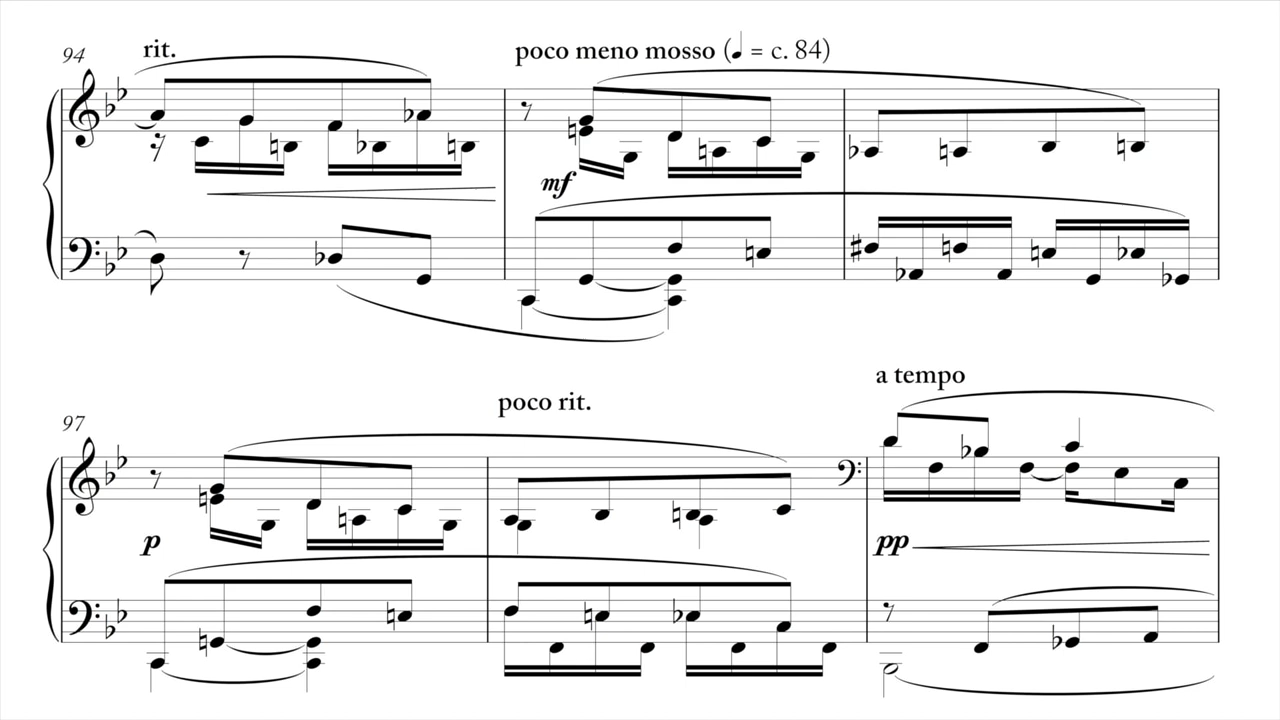 94 rit. poco meno mosso (♩ = c. 84)
mf
a tempo
97 poco rit.
p pp